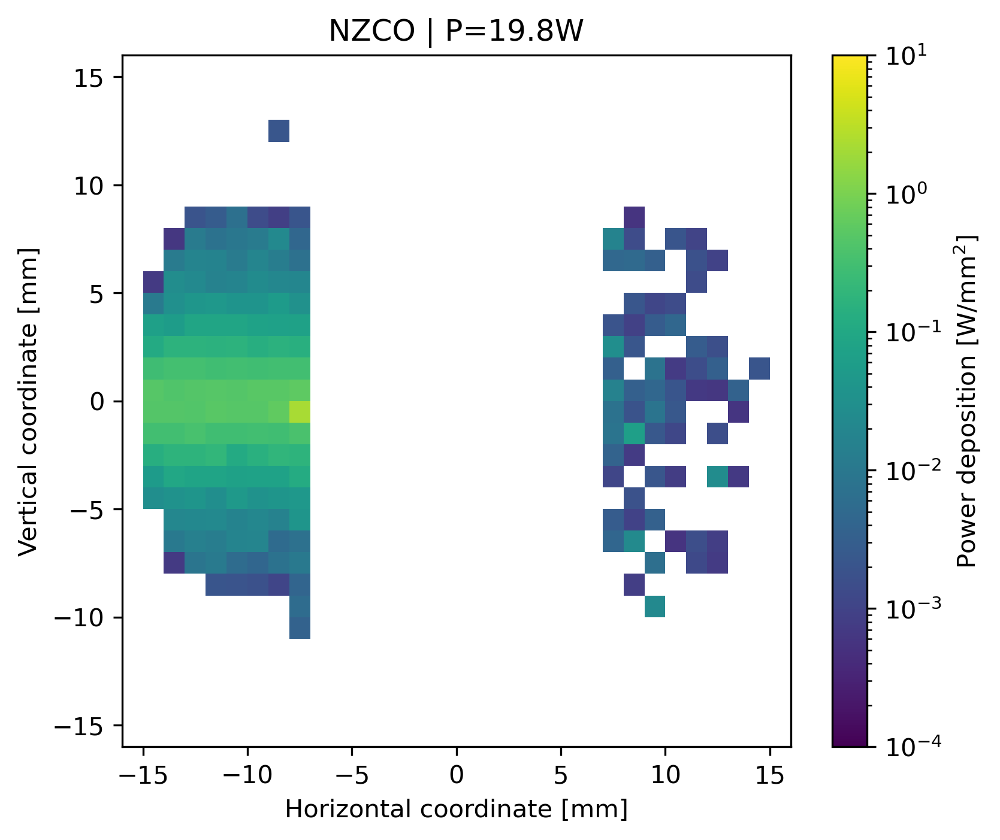 NZCO | P=19.8W
15
10
5
0
−5
−10
−15
Vertical coordinate [mm]
−15 −10 −5 0 5 10 15
Horizontal coordinate [mm]
10¹
10⁰
10⁻¹
10⁻²
10⁻³
10⁻⁴
Power deposition [W/mm²]